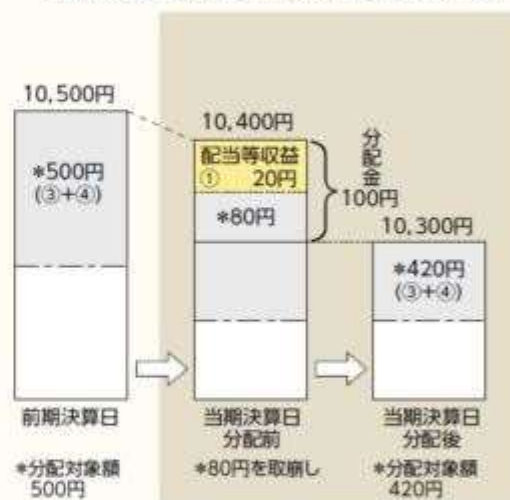 10,500円
*500円
(③+④)
前期決算日
*分配対象額
500円
10,400円
配当等収益
① 20円
*80円
分配金
100円
当期決算日
分配前
*80円を取崩し
10,300円
*420円
(③+④)
当期決算日
分配後
*分配対象額
420円